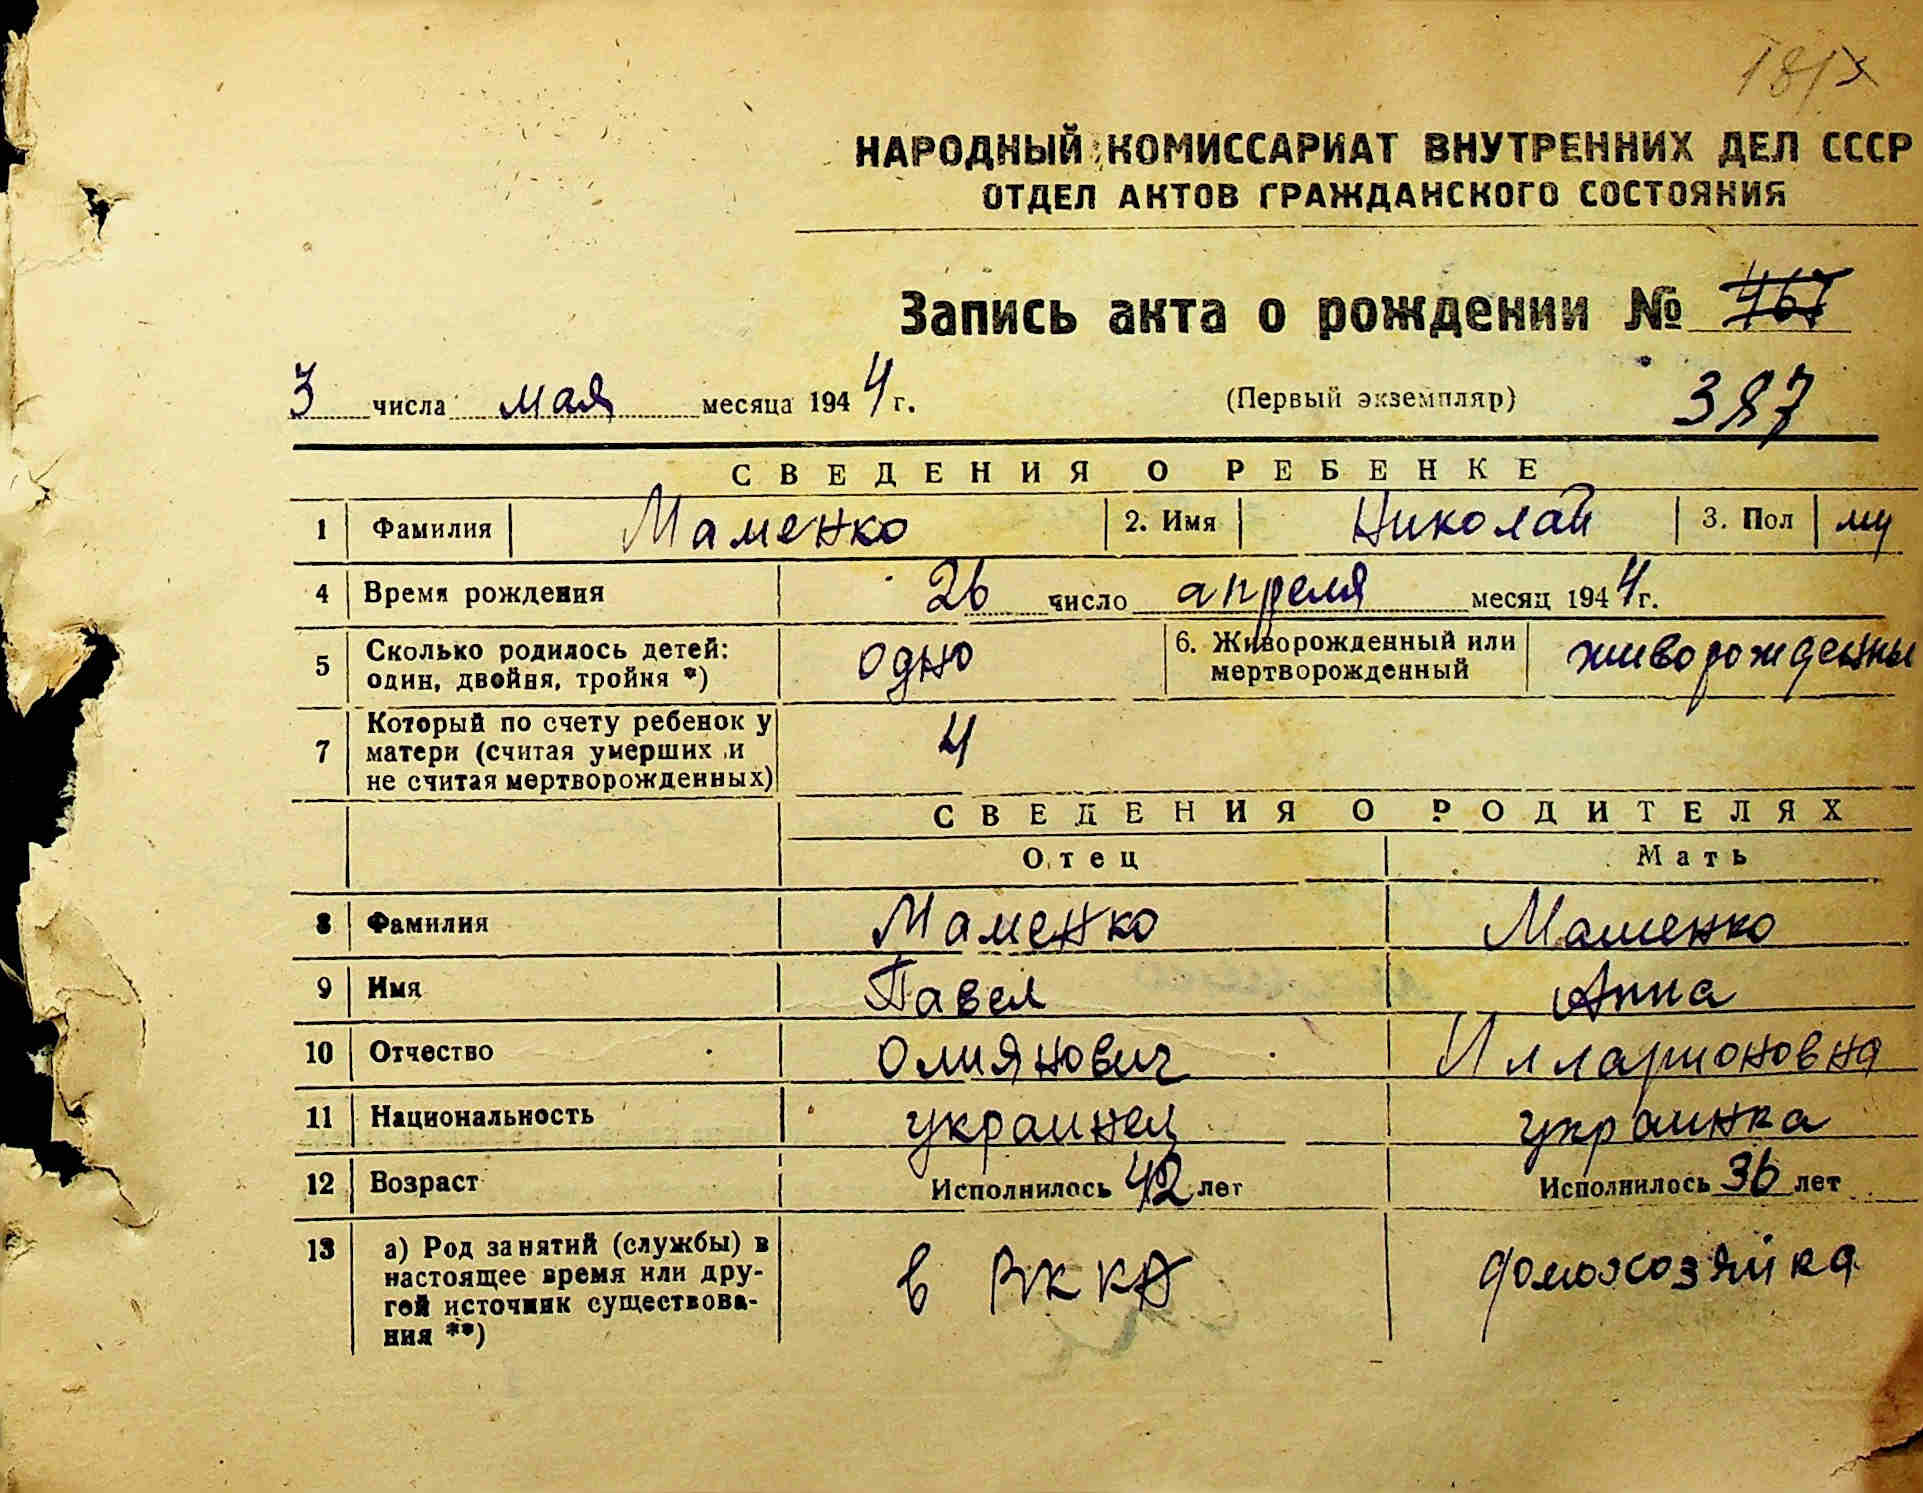 НАРОДНЫЙ КОМИССАРИАТ ВНУТРЕННИХ ДЕЛ СССР
ОТДЕЛ АКТОВ ГРАЖДАНСКОГО СОСТОЯНИЯ
Запись акта о рождении № 467
3 числа мая месяца 1944 г. (Первый экземпляр) 387
СВЕДЕНИЯ О РЕБЕНКЕ
1 Фамилия Маменко 2. Имя Николай 3. Пол му
4 Время рождения 26 число апреля месяц 1944 г.
5 Сколько родилось детей: один, двойня, тройня *) одно 6. Живорожденный или мертворожденный живорожденны
7 Который по счету ребенок у матери (считая умерших и не считая мертворожденных) 4
СВЕДЕНИЯ О РОДИТЕЛЯХ
Отец Мать
8 Фамилия Маменко Маменко
9 Имя Павел Анна
10 Отчество Омиянович Илларионовна
11 Национальность украинец украинка
12 Возраст Исполнилось 42 лет Исполнилось 36 лет
13 а) Род занятий (службы) в настоящее время или другой источник существования **) в РККА домохозяйка